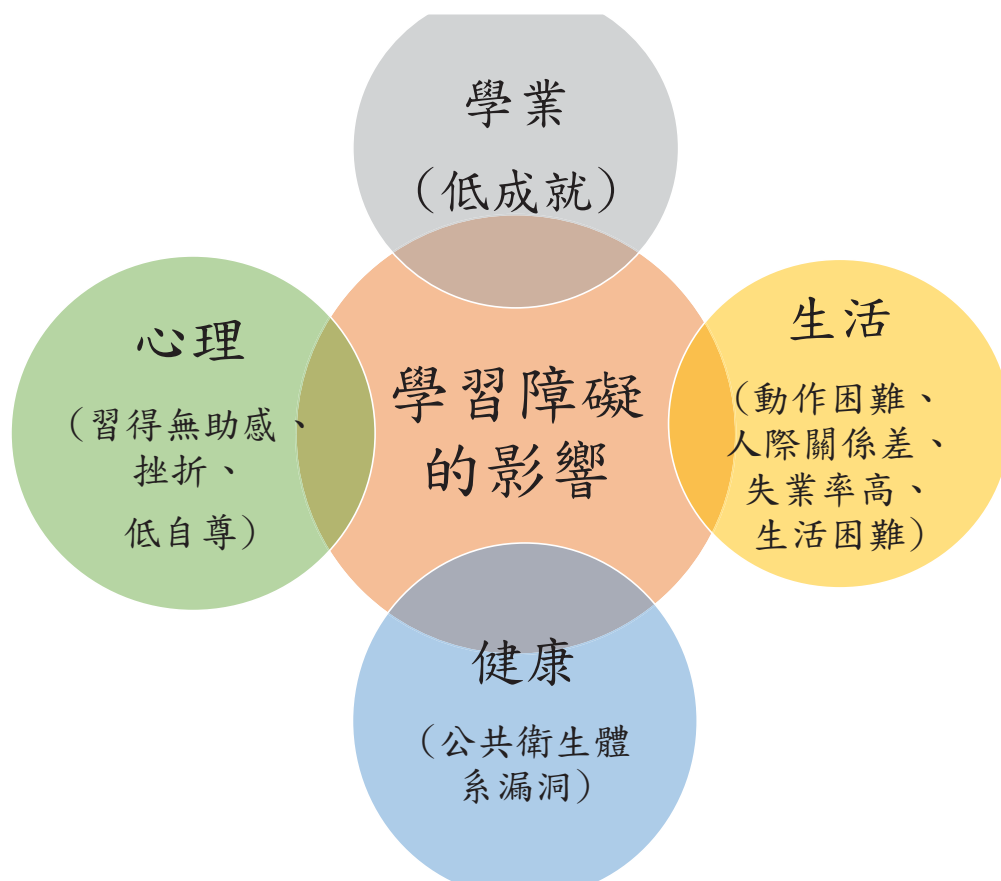 學業
（低成就）
心理
（習得無助感、
挫折、
低自尊）
學習障礙
的影響
生活
（動作困難、
人際關係差、
失業率高、
生活困難）
健康
（公共衛生體
系漏洞）